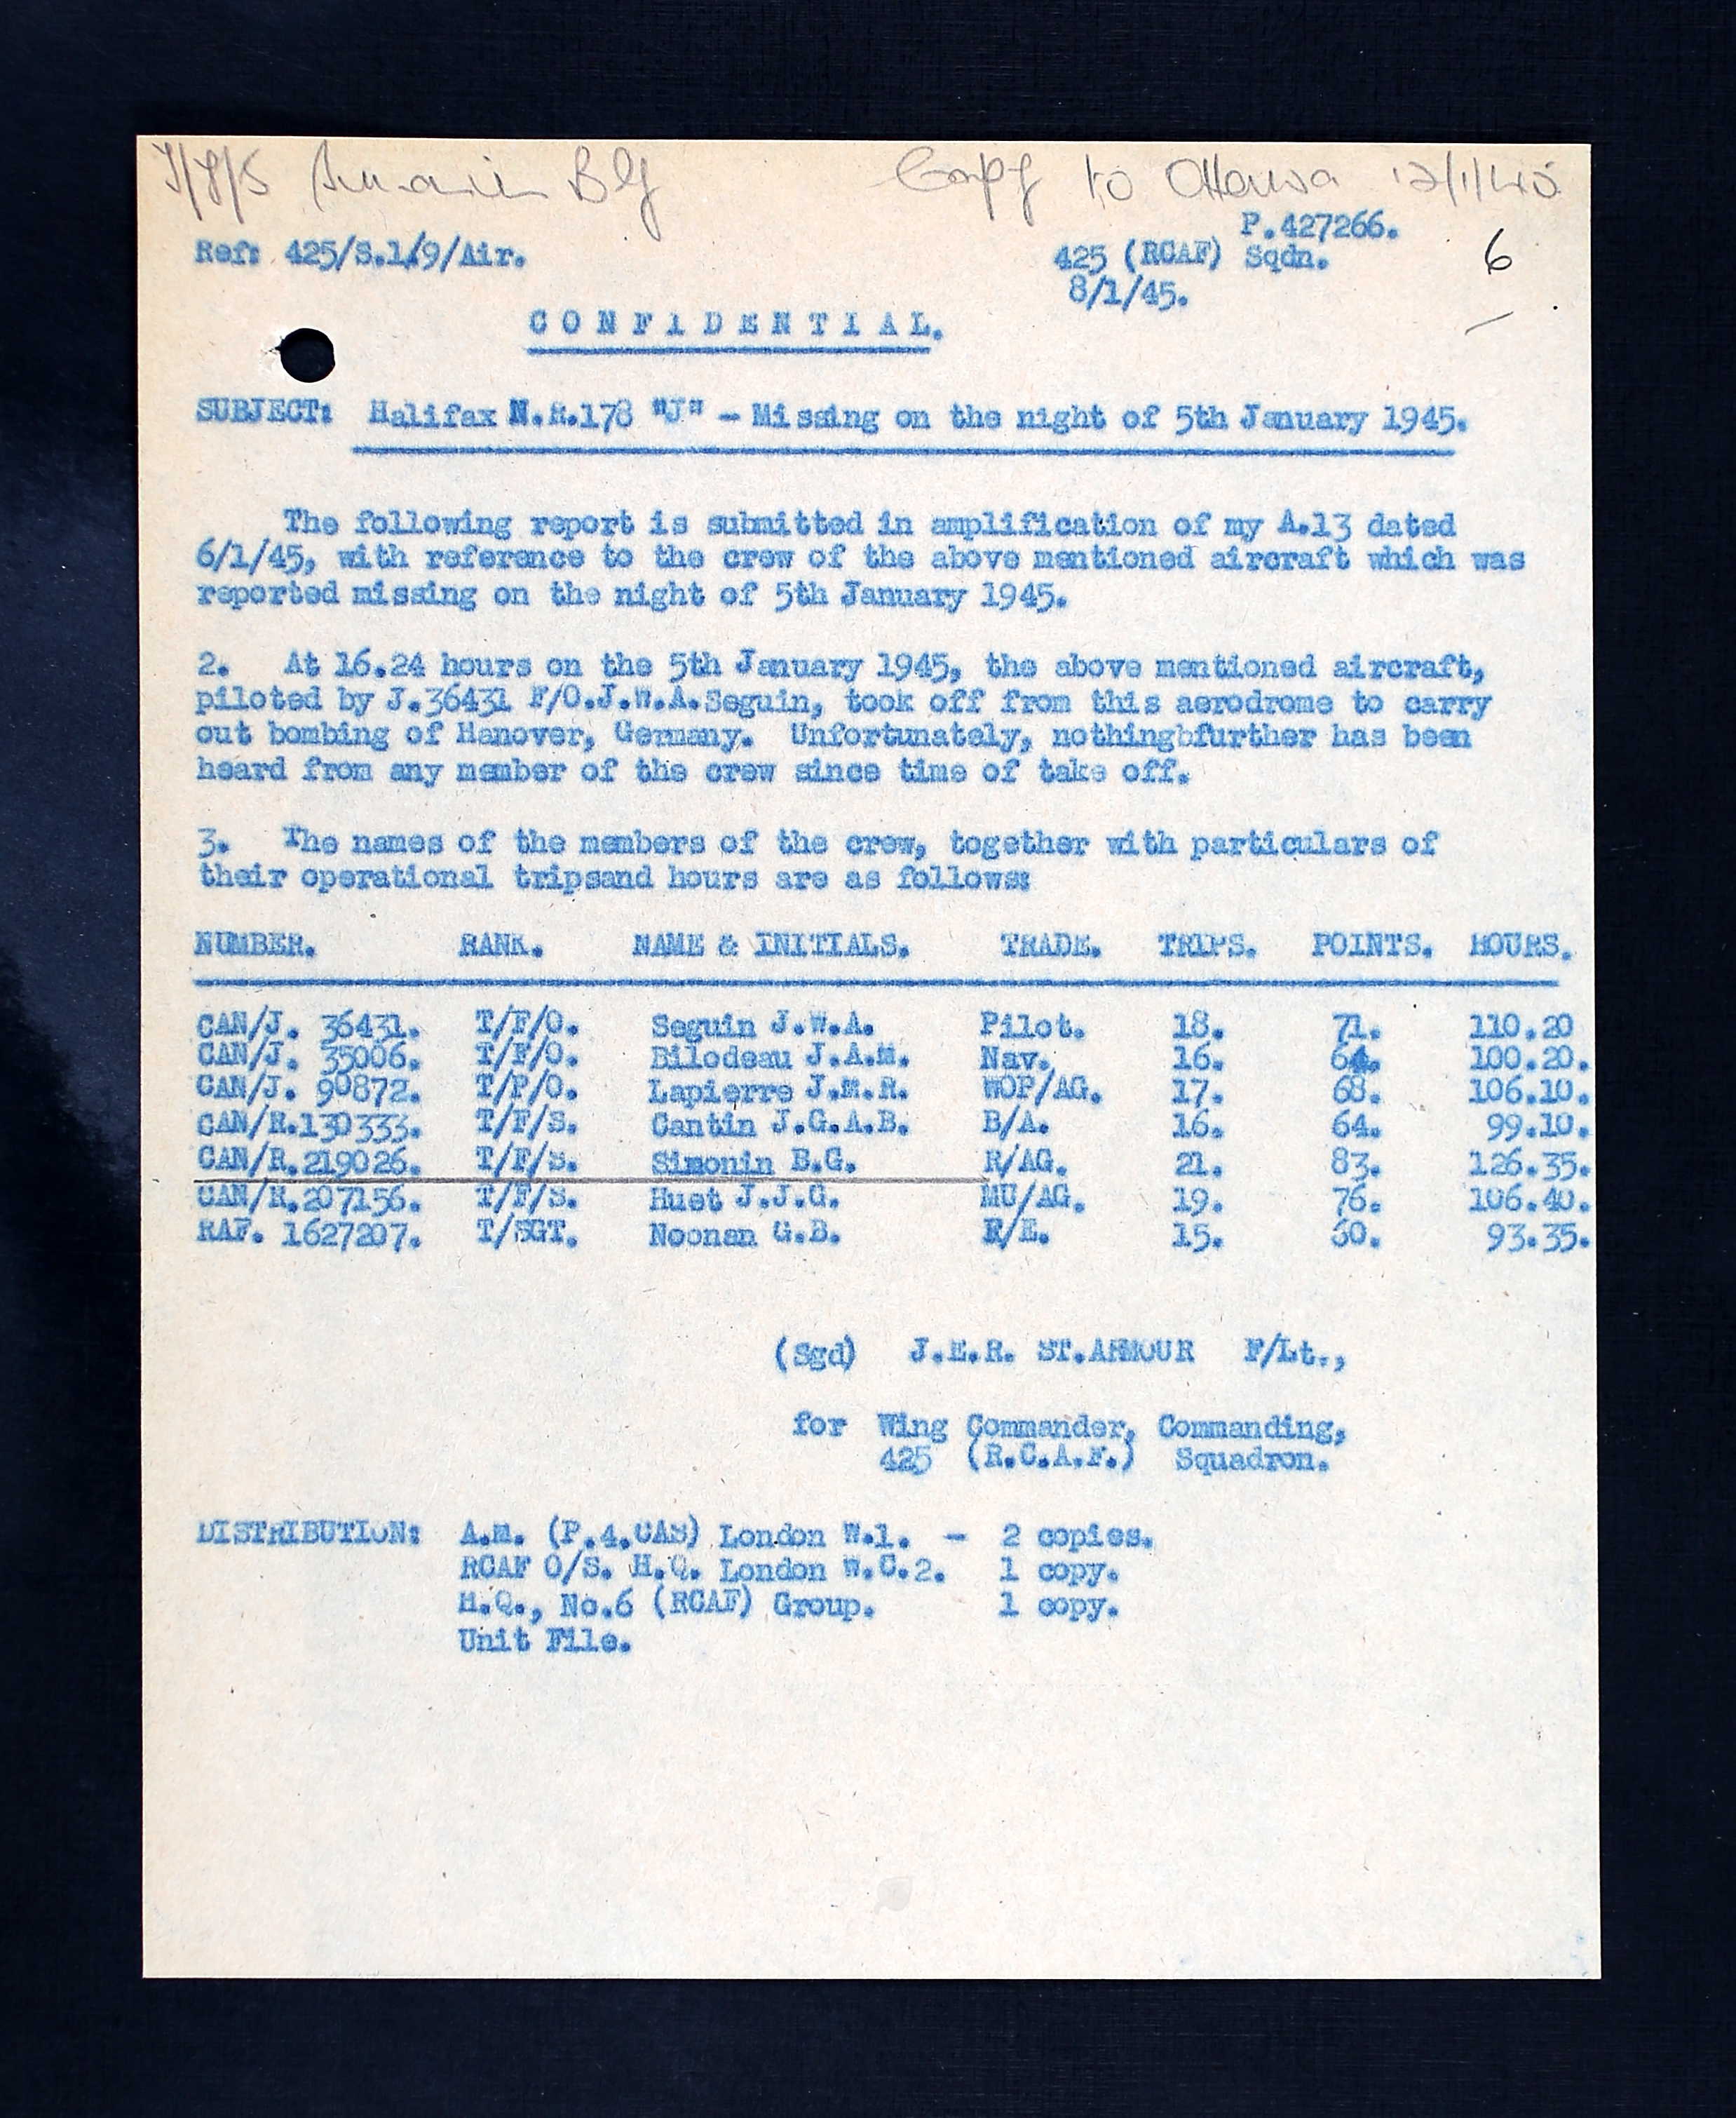 F/S Simonin BG Copy to Ottawa 12/1/45
P.427266.
Ref: 425/S.1/9/Air. 425 (RCAF) Sqdn. 6
8/1/45.
CONFIDENTIAL.
SUBJECT: Halifax N.R.178 "J" - Missing on the night of 5th January 1945.
The following report is submitted in amplification of my A.13 dated
6/1/45, with reference to the crew of the above mentioned aircraft which was
reported missing on the night of 5th January 1945.
2. At 16.24 hours on the 5th January 1945, the above mentioned aircraft,
piloted by J.36431 F/O.J.W.A.Seguin, took off from this aerodrome to carry
out bombing of Hanover, Germany. Unfortunately, nothingbfurther has been
heard from any member of the crew since time of take off.
3. The names of the members of the crew, together with particulars of
their operational tripsand hours are as follows:
NUMBER. RANK. NAME & INITIALS. TRADE. TRIPS. POINTS. HOURS.
CAN/J. 36431. T/F/O. Seguin J.W.A. Pilot. 18. 71. 110.20
CAN/J. 35006. T/F/O. Bilodeau J.A.M. Nav. 16. 64. 100.20.
CAN/J. 90872. T/P/O. Lapierre J.M.R. WOP/AG. 17. 68. 106.10.
CAN/R.130333. T/F/S. Cantin J.G.A.B. B/A. 16. 64. 99.10.
CAN/R.219026. T/F/S. Simonin B.G. R/AG. 21. 83. 126.35.
CAN/R.207156. T/F/S. Huet J.J.G. MU/AG. 19. 76. 106.40.
RAF. 1627207. T/SGT. Noonan G.B. F/E. 15. 60. 93.35.
(Sgd) J.E.R. ST.ARMOUR F/Lt.,
for Wing Commander, Commanding,
425 (R.C.A.F.) Squadron.
DISTRIBUTION: A.M. (P.4.CAS) London W.1. - 2 copies.
RCAF O/S. H.Q. London W.C.2. 1 copy.
H.Q., No.6 (RCAF) Group. 1 copy.
Unit File.